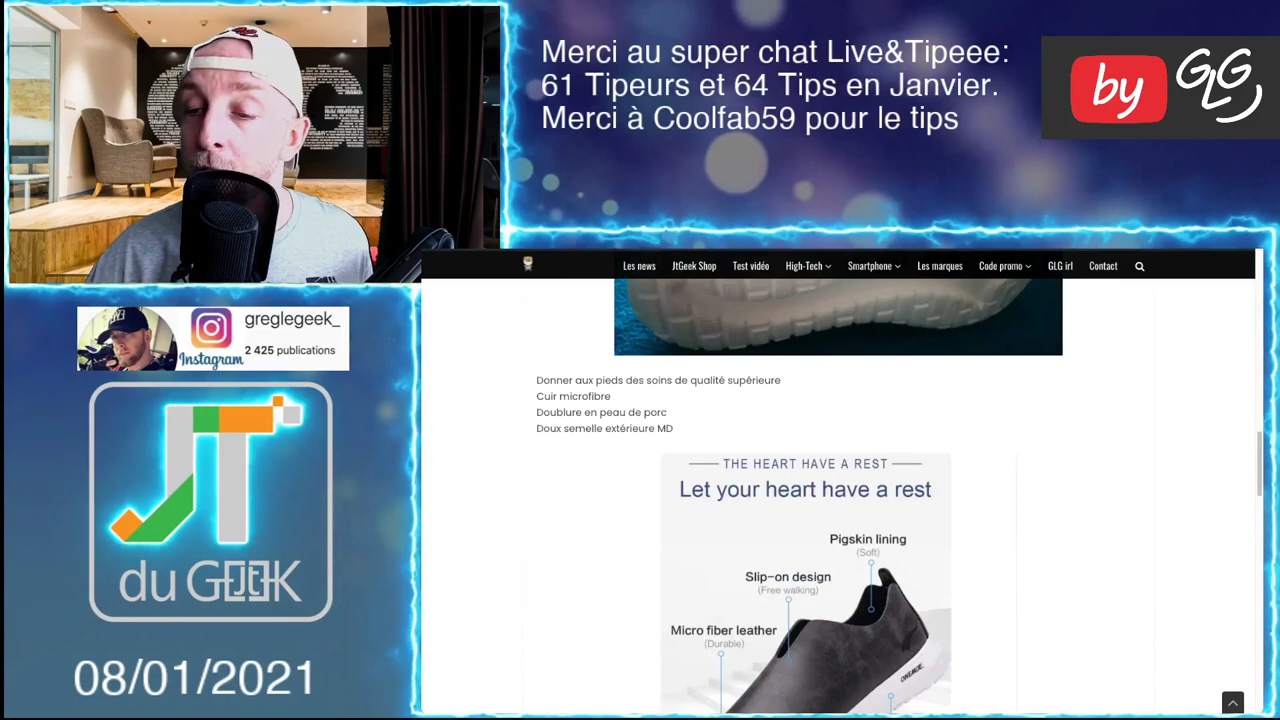 Merci au super chat Live&Tipeee:
61 Tipeurs et 64 Tips en Janvier.
Merci à Coolfab59 pour le tips
by GLG
Les news JtGeek Shop Test vidéo High-Tech Smartphone Les marques Code promo GLG irl Contact
greglegeek_
Instagram
2 425 publications
Donner aux pieds des soins de qualité supérieure
Cuir microfibre
Doublure en peau de porc
Doux semelle extérieure MD
JT
du GEEK
08/01/2021
THE HEART HAVE A REST
Let your heart have a rest
Pigskin lining
(Soft)
Slip-on design
(Free walking)
Micro fiber leather
(Durable)
ONEMIX.